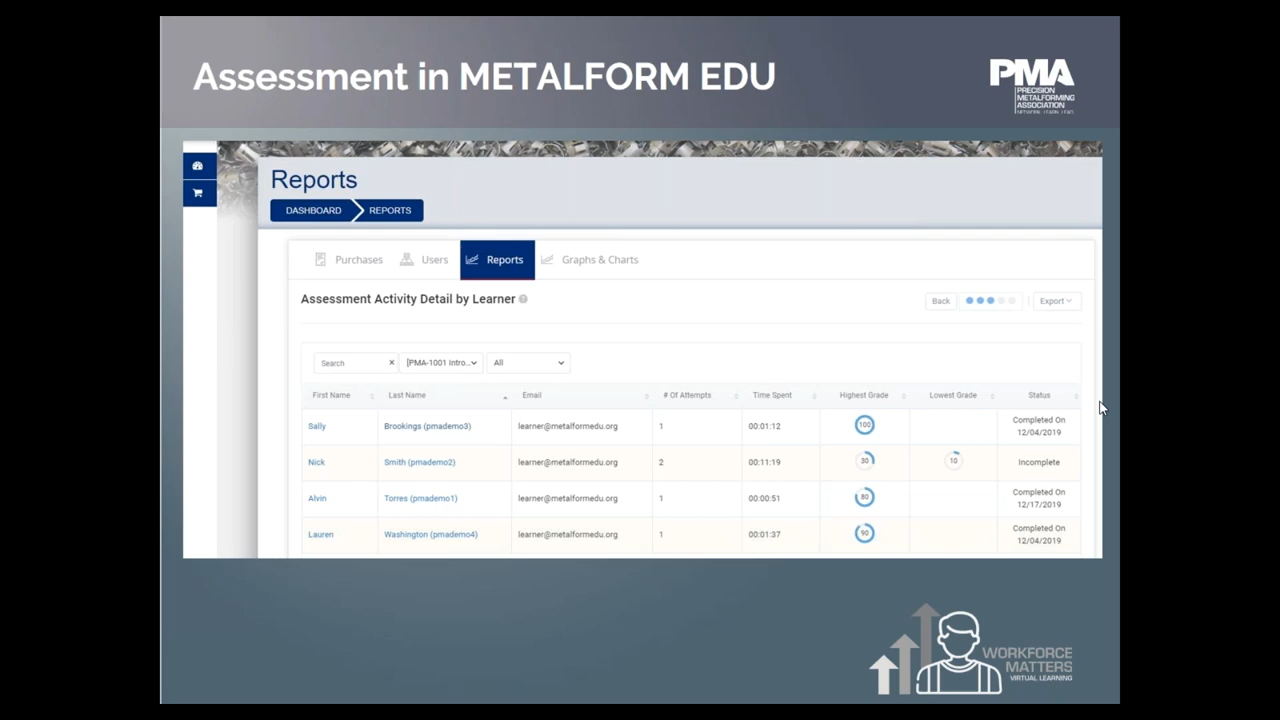 Assessment in METALFORM EDU
PMA
PRECISION
METALFORMING
ASSOCIATION
NETWORK. LEARN. LEAD.
Reports
DASHBOARD REPORTS
Purchases Users Reports Graphs & Charts
Assessment Activity Detail by Learner
Back Export
Search × [PMA-1001 Intro... All
First Name Last Name Email # Of Attempts Time Spent Highest Grade Lowest Grade Status
Sally Brookings (pmademo3) learner@metalformedu.org 1 00:01:12 100 Completed On 12/04/2019
Nick Smith (pmademo2) learner@metalformedu.org 2 00:11:19 30 10 Incomplete
Alvin Torres (pmademo1) learner@metalformedu.org 1 00:00:51 80 Completed On 12/17/2019
Lauren Washington (pmademo4) learner@metalformedu.org 1 00:01:37 90 Completed On 12/04/2019
WORKFORCE
MATTERS
VIRTUAL LEARNING